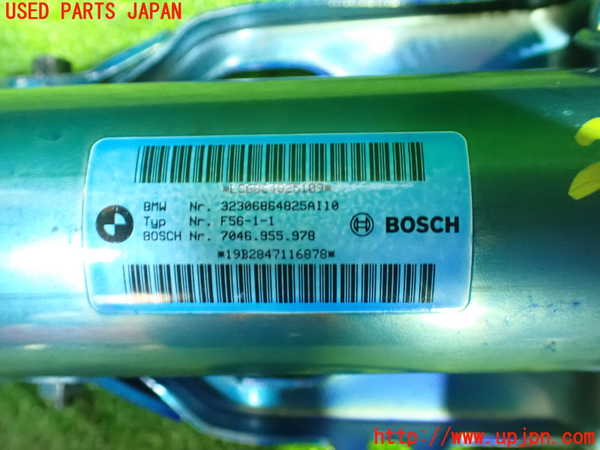 USED PARTS JAPAN
BMW Nr. 32306864825AI10
Typ Nr. F56-1-1
BOSCH Nr. 7046.955.978
BOSCH
*19B2847116878*
http://www.upjpn.com